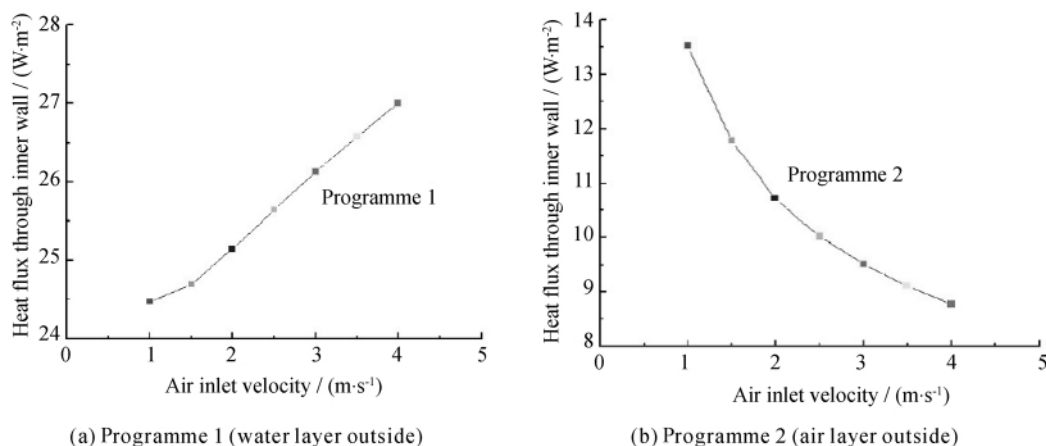 Heat flux through inner wall / (W·m⁻²)
28
27
26
25
24
Programme 1
0 1 2 3 4 5
Air inlet velocity / (m·s⁻¹)
(a) Programme 1 (water layer outside)
Heat flux through inner wall / (W·m⁻²)
14
13
12
11
10
9
8
Programme 2
0 1 2 3 4 5
Air inlet velocity / (m·s⁻¹)
(b) Programme 2 (air layer outside)